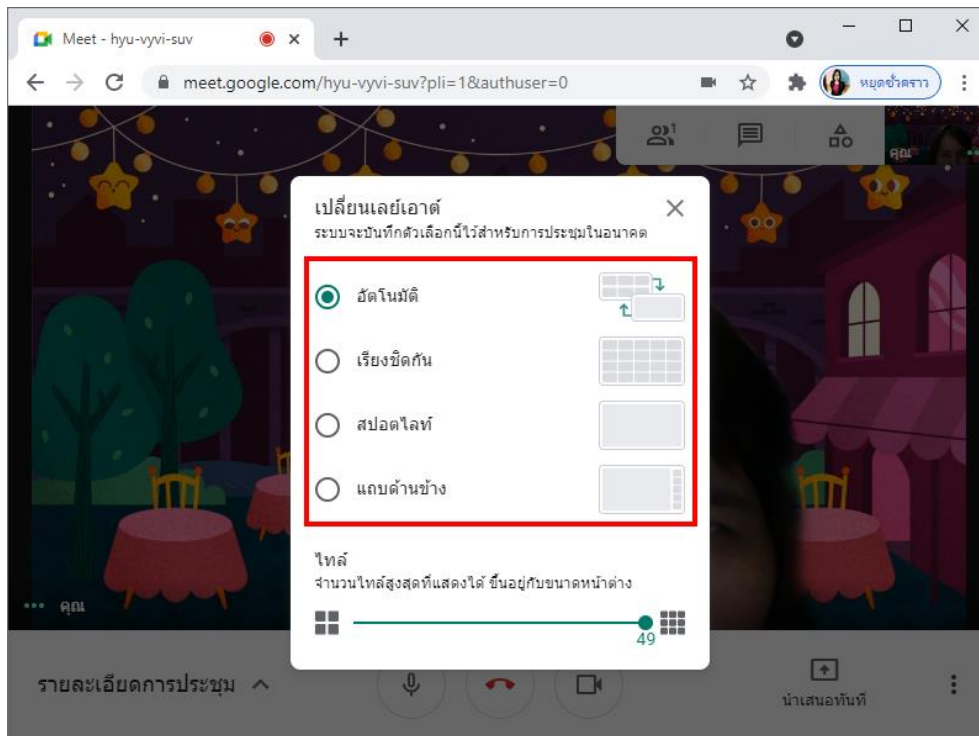 Meet - hyu-vyvi-suv
meet.google.com/hyu-vyvi-suv?pli=1&authuser=0
หยุดชั่วคราว
1
คุณ
เปลี่ยนเลย์เอาต์
ระบบจะบันทึกตัวเลือกนี้ไว้สำหรับการประชุมในอนาคต
อัตโนมัติ
เรียงชิดกัน
สปอตไลท์
แถบด้านข้าง
ไทล์
จำนวนไทล์สูงสุดที่แสดงได้ ขึ้นอยู่กับขนาดหน้าต่าง
49
คุณ
รายละเอียดการประชุม
นำเสนอทันที